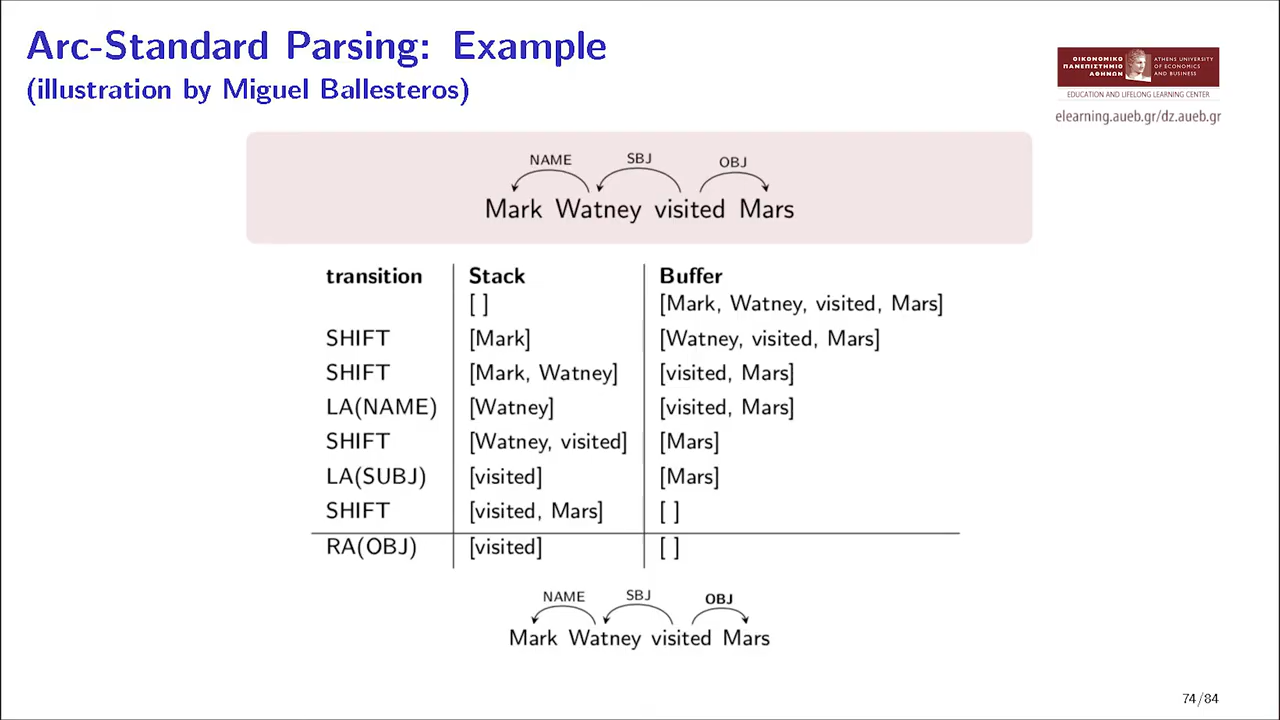 Arc-Standard Parsing: Example
(illustration by Miguel Ballesteros)
ΟΙΚΟΝΟΜΙΚΟ
ΠΑΝΕΠΙΣΤΗΜΙΟ
ΑΘΗΝΩΝ
ATHENS UNIVERSITY
OF ECONOMICS
AND BUSINESS
EDUCATION AND LIFELONG LEARNING CENTER
elearning.aueb.gr/dz.aueb.gr
NAME SBJ OBJ
Mark Watney visited Mars
transition Stack Buffer
[ ] [Mark, Watney, visited, Mars]
SHIFT [Mark] [Watney, visited, Mars]
SHIFT [Mark, Watney] [visited, Mars]
LA(NAME) [Watney] [visited, Mars]
SHIFT [Watney, visited] [Mars]
LA(SUBJ) [visited] [Mars]
SHIFT [visited, Mars] [ ]
RA(OBJ) [visited] [ ]
NAME SBJ OBJ
Mark Watney visited Mars
74/84